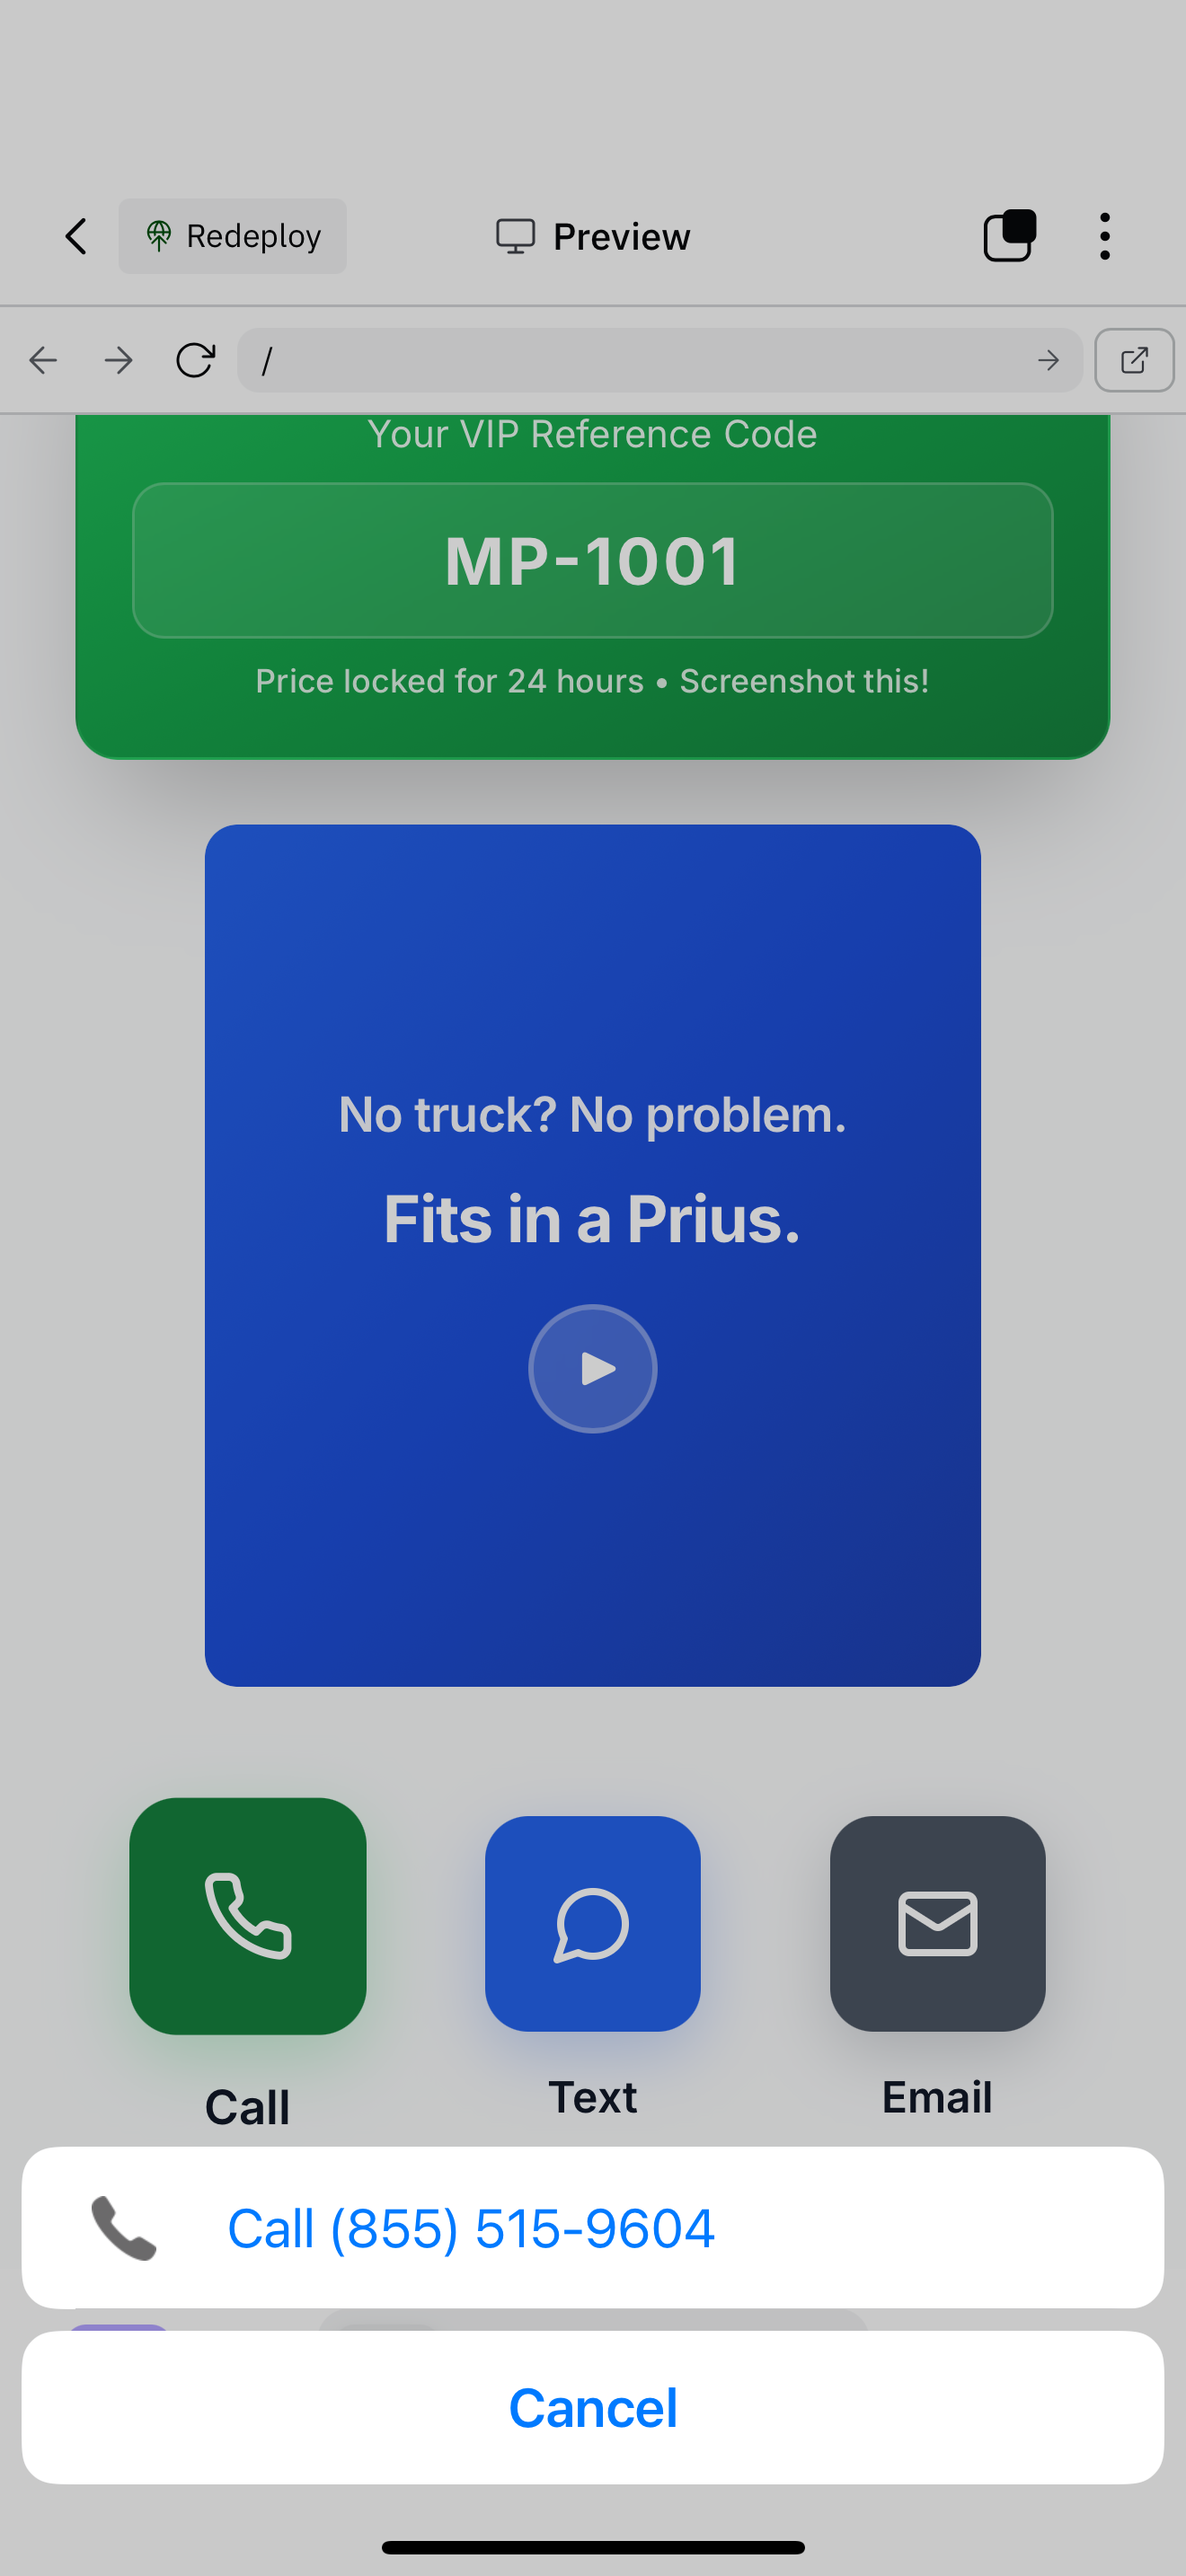 Redeploy
Preview
/
Your VIP Reference Code
MP-1001
Price locked for 24 hours • Screenshot this!
No truck? No problem.
Fits in a Prius.
Call
Text
Email
Call (855) 515-9604
Cancel